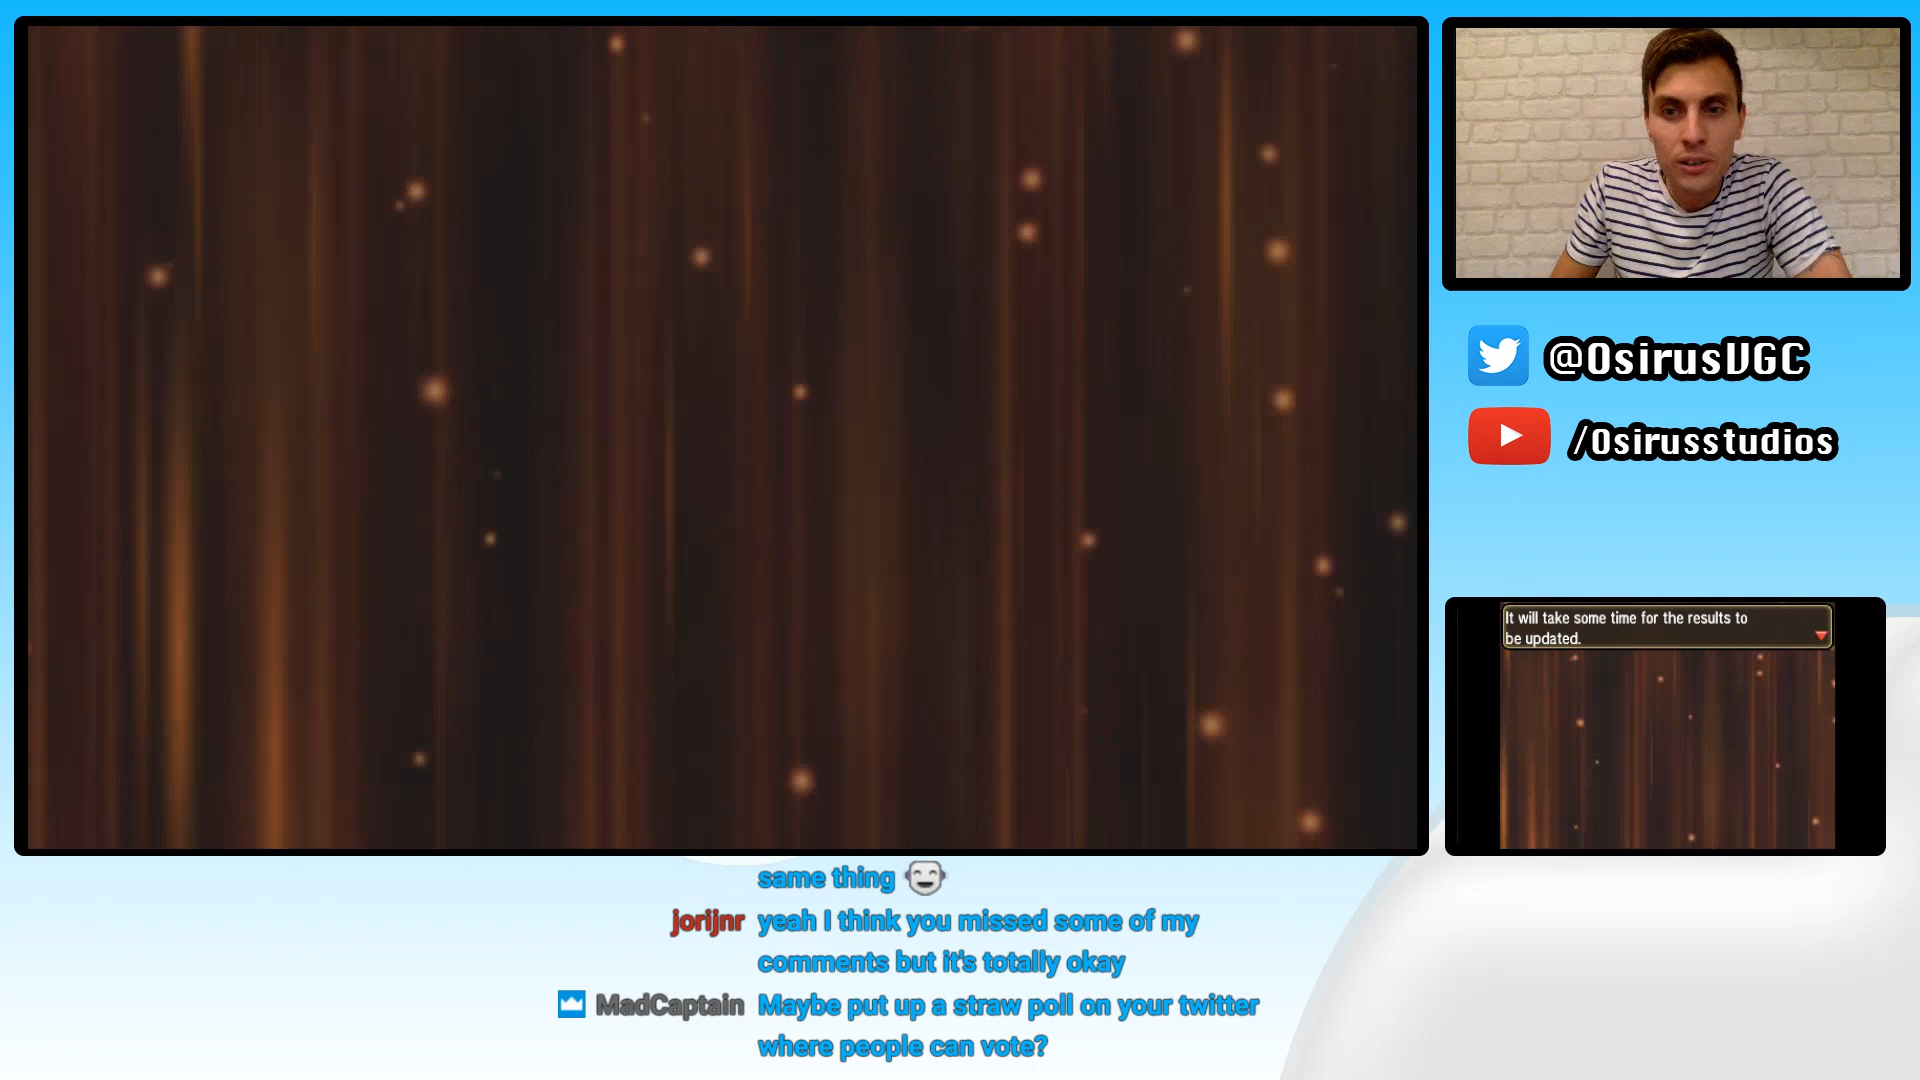 @OsirusVGC
/Osirusstudios
It will take some time for the results to
be updated.
same thing
jorijnr yeah I think you missed some of my
comments but it's totally okay
MadCaptain Maybe put up a straw poll on your twitter
where people can vote?